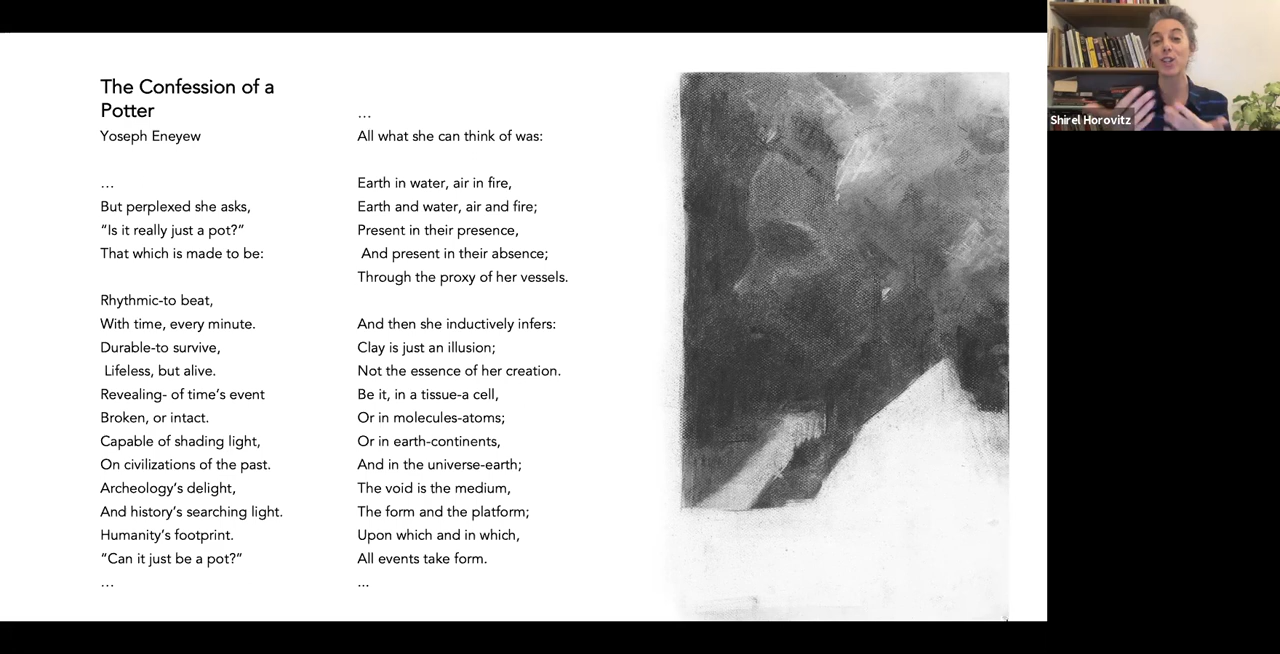 The Confession of a
Potter
Yoseph Eneyew
…
But perplexed she asks,
“Is it really just a pot?”
That which is made to be:
Rhythmic-to beat,
With time, every minute.
Durable-to survive,
Lifeless, but alive.
Revealing- of time’s event
Broken, or intact.
Capable of shading light,
On civilizations of the past.
Archeology’s delight,
And history’s searching light.
Humanity’s footprint.
“Can it just be a pot?”
…
…
All what she can think of was:
Earth in water, air in fire,
Earth and water, air and fire;
Present in their presence,
And present in their absence;
Through the proxy of her vessels.
And then she inductively infers:
Clay is just an illusion;
Not the essence of her creation.
Be it, in a tissue-a cell,
Or in molecules-atoms;
Or in earth-continents,
And in the universe-earth;
The void is the medium,
The form and the platform;
Upon which and in which,
All events take form.
...
Shirel Horovitz